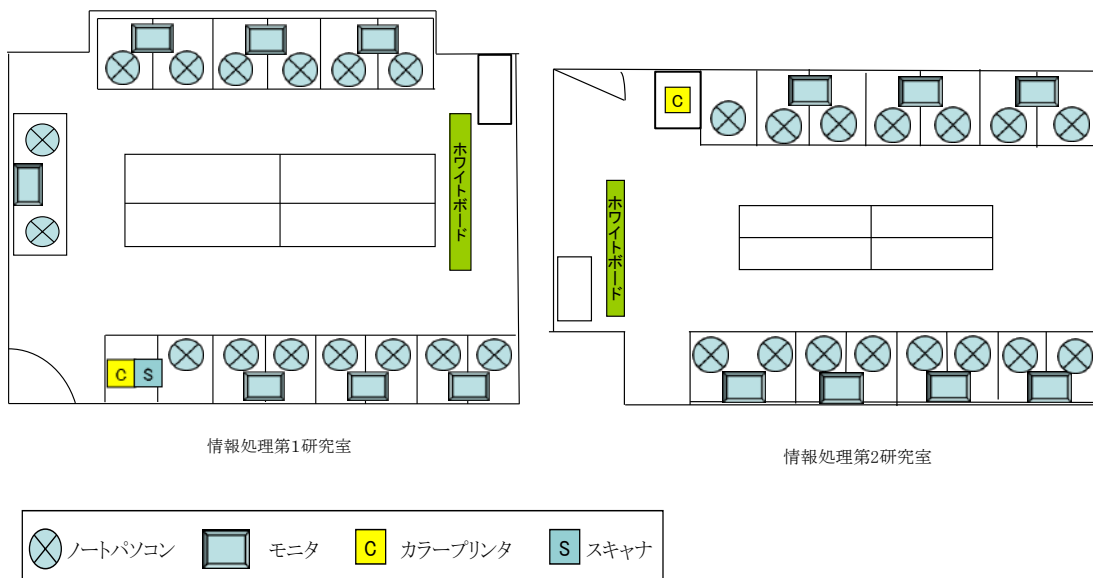 ホワイトボード
C
S
情報処理第1研究室
C
ホワイトボード
情報処理第2研究室
ノートパソコン
モニタ
C
カラープリンタ
S
スキャナ